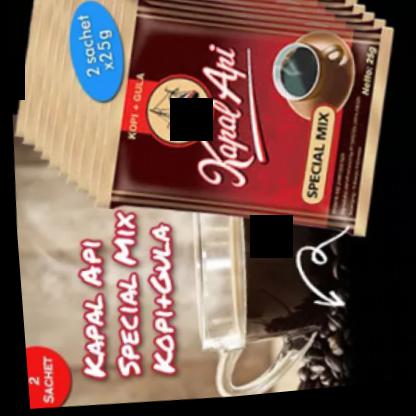 2 sachet
x25g
KOPI + GULA
Kapal Api
SPECIAL MIX
Netto: 25g
KAPAL API
SPECIAL MIX
KOPI+GULA
2
SACHET